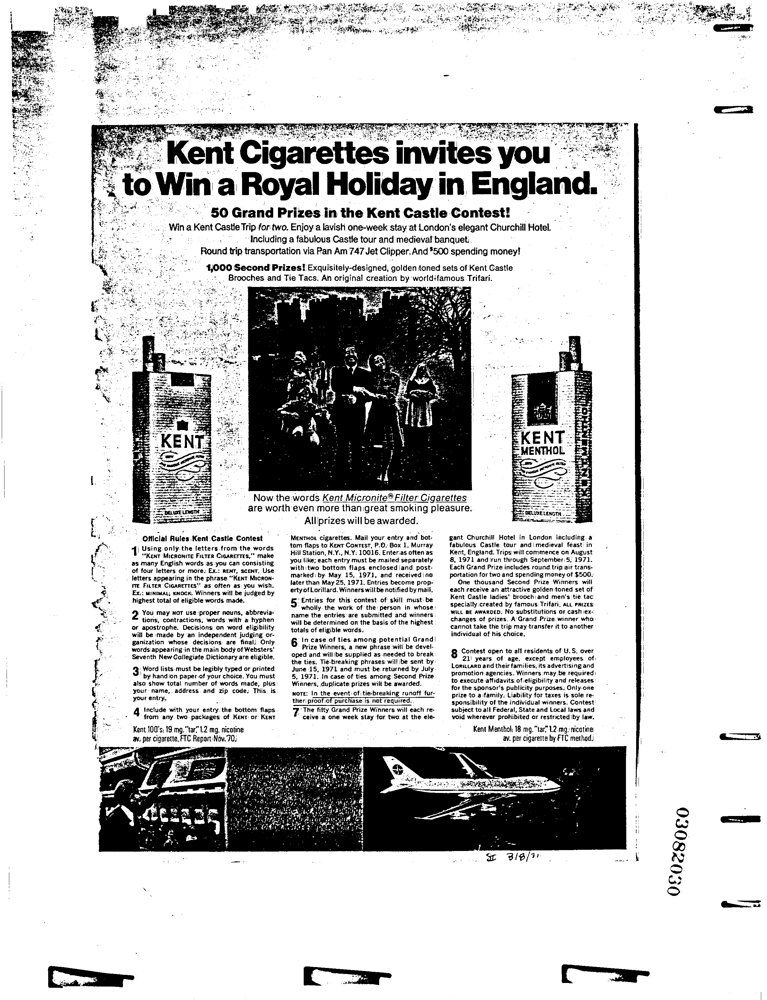 Kent Cigarettes invites you
to Win a Royal Holiday in England.
50 Grand Prizes in the Kent Castle Contest!
Win a Kent Castle Trip for two. Enjoy a lavish one-week stay at London's elegant Churchill Hotel.
Including a fabulous Castle tour and medieval banquet.
Round trip transportation via Pan Am 747 Jet Clipper. And $500 spending money!
1,000 Second Prizes! Exquisitely-designed, golden toned sets of Kent Castle
Brooches and Tie Tacs. An original creation by world-famous Trifari.
KENT
DELUXE LENGTH
KENT
MENTHOL
KENT MENTHOL
DELUXE LENGTH
Now the words Kent Micronite® Filter Cigarettes
are worth even more than great smoking pleasure.
All prizes will be awarded.
Official Rules Kent Castle Contest
1 Using only the letters from the words
"KENT MICRONITE FILTER CIGARETTES," make
as many English words as you can consisting
of four letters or more. Ex.: RENT, SCENT. Use
letters appearing in the phrase "KENT MICRON-
ITE FILTER CIGARETTES" as often as you wish.
Ex.: MINIMAL, KNOCK. Winners will be judged by
highest total of eligible words made.
2 You may NOT use proper nouns, abbrevia-
tions, contractions, words with a hyphen
or apostrophe. Decisions on word eligibility
will be made by an independent judging or-
ganization whose decisions are final. Only
words appearing in the main body of Websters'
Seventh New Collegiate Dictionary are eligible.
3 Word lists must be legibly typed or printed
by hand on paper of your choice. You must
also show total number of words made, plus
your name, address and zip code. This is
your entry.
4 Include with your entry the bottom flaps
from any two packages of KENT or KENT
MENTHOL cigarettes. Mail your entry and bot-
tom flaps to KENT CONTEST, P.O. Box 1, Murray
Hill Station, N.Y., N.Y. 10016. Enter as often as
you like; each entry must be mailed separately
with two bottom flaps enclosed and post-
marked by May 15, 1971, and received no
later than May 25, 1971. Entries become prop-
erty of Lorillard. Winners will be notified by mail.
5 Entries for this contest of skill must be
wholly the work of the person in whose
name the entries are submitted and winners
will be determined on the basis of the highest
totals of eligible words.
6 In case of ties among potential Grand
Prize Winners, a new phrase will be devel-
oped and will be supplied as needed to break
the ties. Tie-breaking phrases will be sent by
June 15, 1971 and must be returned by July
5, 1971. In case of ties among Second Prize
Winners, duplicate prizes will be awarded.
NOTE: In the event of tie-breaking runoff fur-
ther proof of purchase is not required.
7 The fifty Grand Prize Winners will each re-
ceive a one week stay for two at the ele-
gant Churchill Hotel in London including a
fabulous Castle tour and medieval feast in
Kent, England. Trips will commence on August
8, 1971 and run through September 5, 1971.
Each Grand Prize includes round trip air trans-
portation for two and spending money of $500.
One thousand Second Prize Winners will
each receive an attractive golden toned set of
Kent Castle ladies' brooch and men's tie tac
specially created by famous Trifari. ALL PRIZES
WILL BE AWARDED. No substitutions or cash ex-
changes of prizes. A Grand Prize winner who
cannot take the trip may transfer it to another
individual of his choice.
8 Contest open to all residents of U.S. over
21 years of age, except employees of
LORILLARD and their families, its advertising and
promotion agencies. Winners may be required
to execute affidavits of eligibility and releases
for the sponsor's publicity purposes. Only one
prize to a family. Liability for taxes is sole re-
sponsibility of the individual winners. Contest
subject to all Federal, State and Local laws and
void wherever prohibited or restricted by law.
Kent 100's: 19 mg. "tar," 1.2 mg. nicotine
av. per cigarette, FTC Report Nov. '70.
Kent Menthol: 18 mg. "tar," 1.2 mg. nicotine
av. per cigarette by FTC method.
3/8/71
03082030